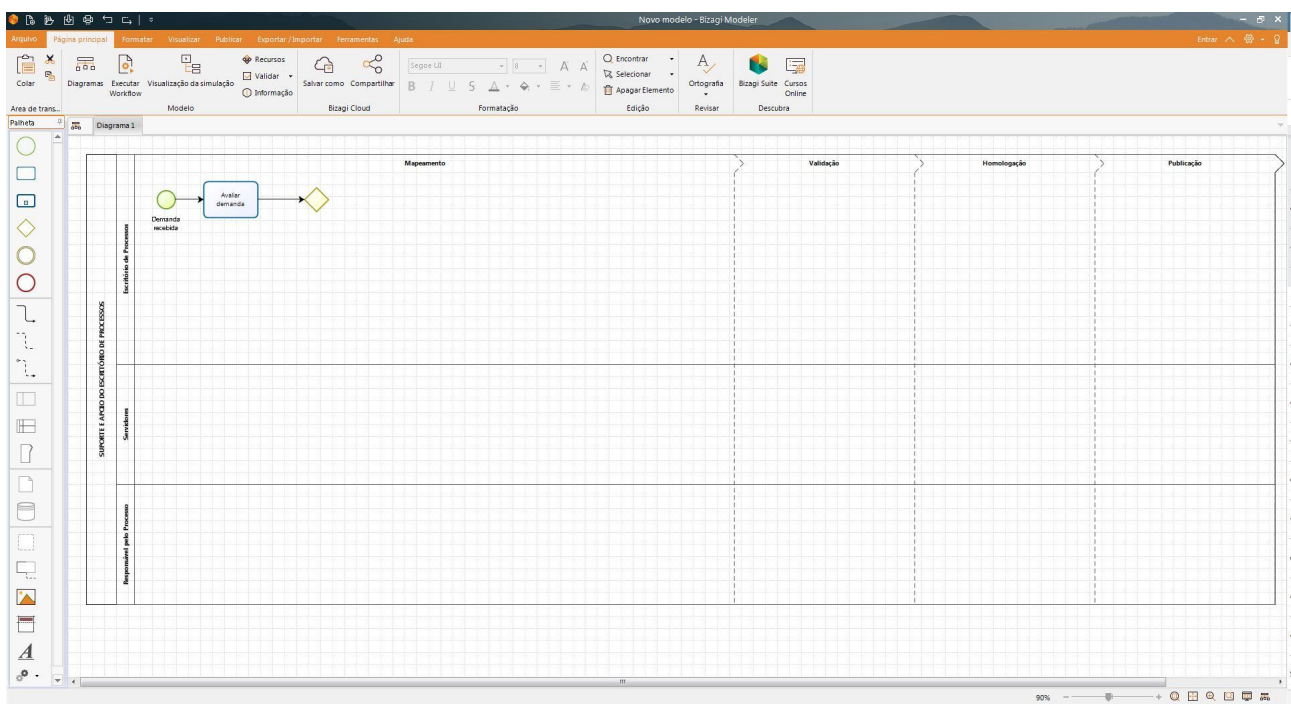 Novo modelo - Bizagi Modeler
Arquivo Página principal Formatar Visualizar Publicar Exportar / Importar Ferramentas Ajuda Entrar
Colar
Diagramas
Executar
Workflow
Visualização da simulação
Recursos
Validar
Informação
Salvar como
Compartilhar
Segoe UI 8 A A
B I U S A
Encontrar
Selecionar
Apagar Elemento
Ortografia
Bizagi Suite
Cursos
Online
Area de trans... Modelo Bizagi Cloud Formatação Edição Revisar Descubra
Palheta
Diagrama 1
Mapeamento Validação Homologação Publicação
SUPORTE E APOIO DO ESCRITÓRIO DE PROCESSOS
Escritório de Processos
Demanda
recebida
Avaliar
demanda
Servidores
Responsável pelo Processo
A
90%